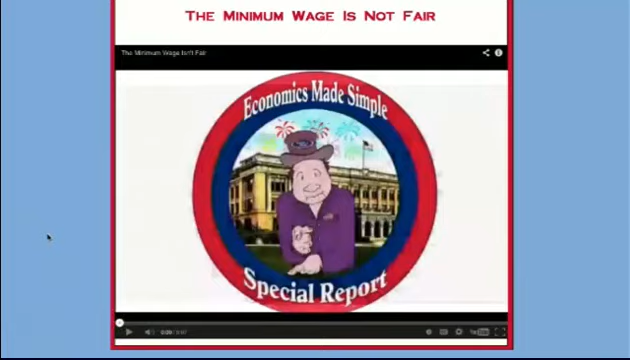 The Minimum Wage Is Not Fair
The Minimum Wage Isn't Fair
Economics Made Simple
Special Report